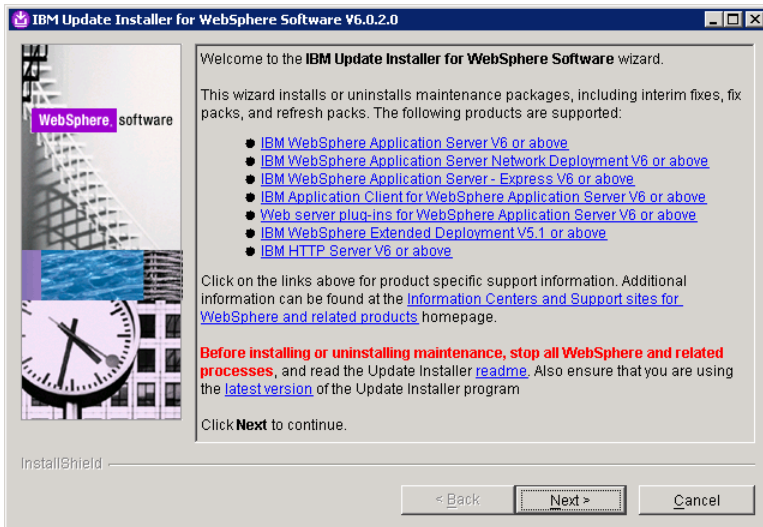 IBM Update Installer for WebSphere Software V6.0.2.0
WebSphere. software
Welcome to the IBM Update Installer for WebSphere Software wizard.
This wizard installs or uninstalls maintenance packages, including interim fixes, fix
packs, and refresh packs. The following products are supported:
● IBM WebSphere Application Server V6 or above
● IBM WebSphere Application Server Network Deployment V6 or above
● IBM WebSphere Application Server - Express V6 or above
● IBM Application Client for WebSphere Application Server V6 or above
● Web server plug-ins for WebSphere Application Server V6 or above
● IBM WebSphere Extended Deployment V5.1 or above
● IBM HTTP Server V6 or above
Click on the links above for product specific support information. Additional
information can be found at the Information Centers and Support sites for
WebSphere and related products homepage.
Before installing or uninstalling maintenance, stop all WebSphere and related
processes, and read the Update Installer readme. Also ensure that you are using
the latest version of the Update Installer program
Click Next to continue.
InstallShield
< Back Next > Cancel